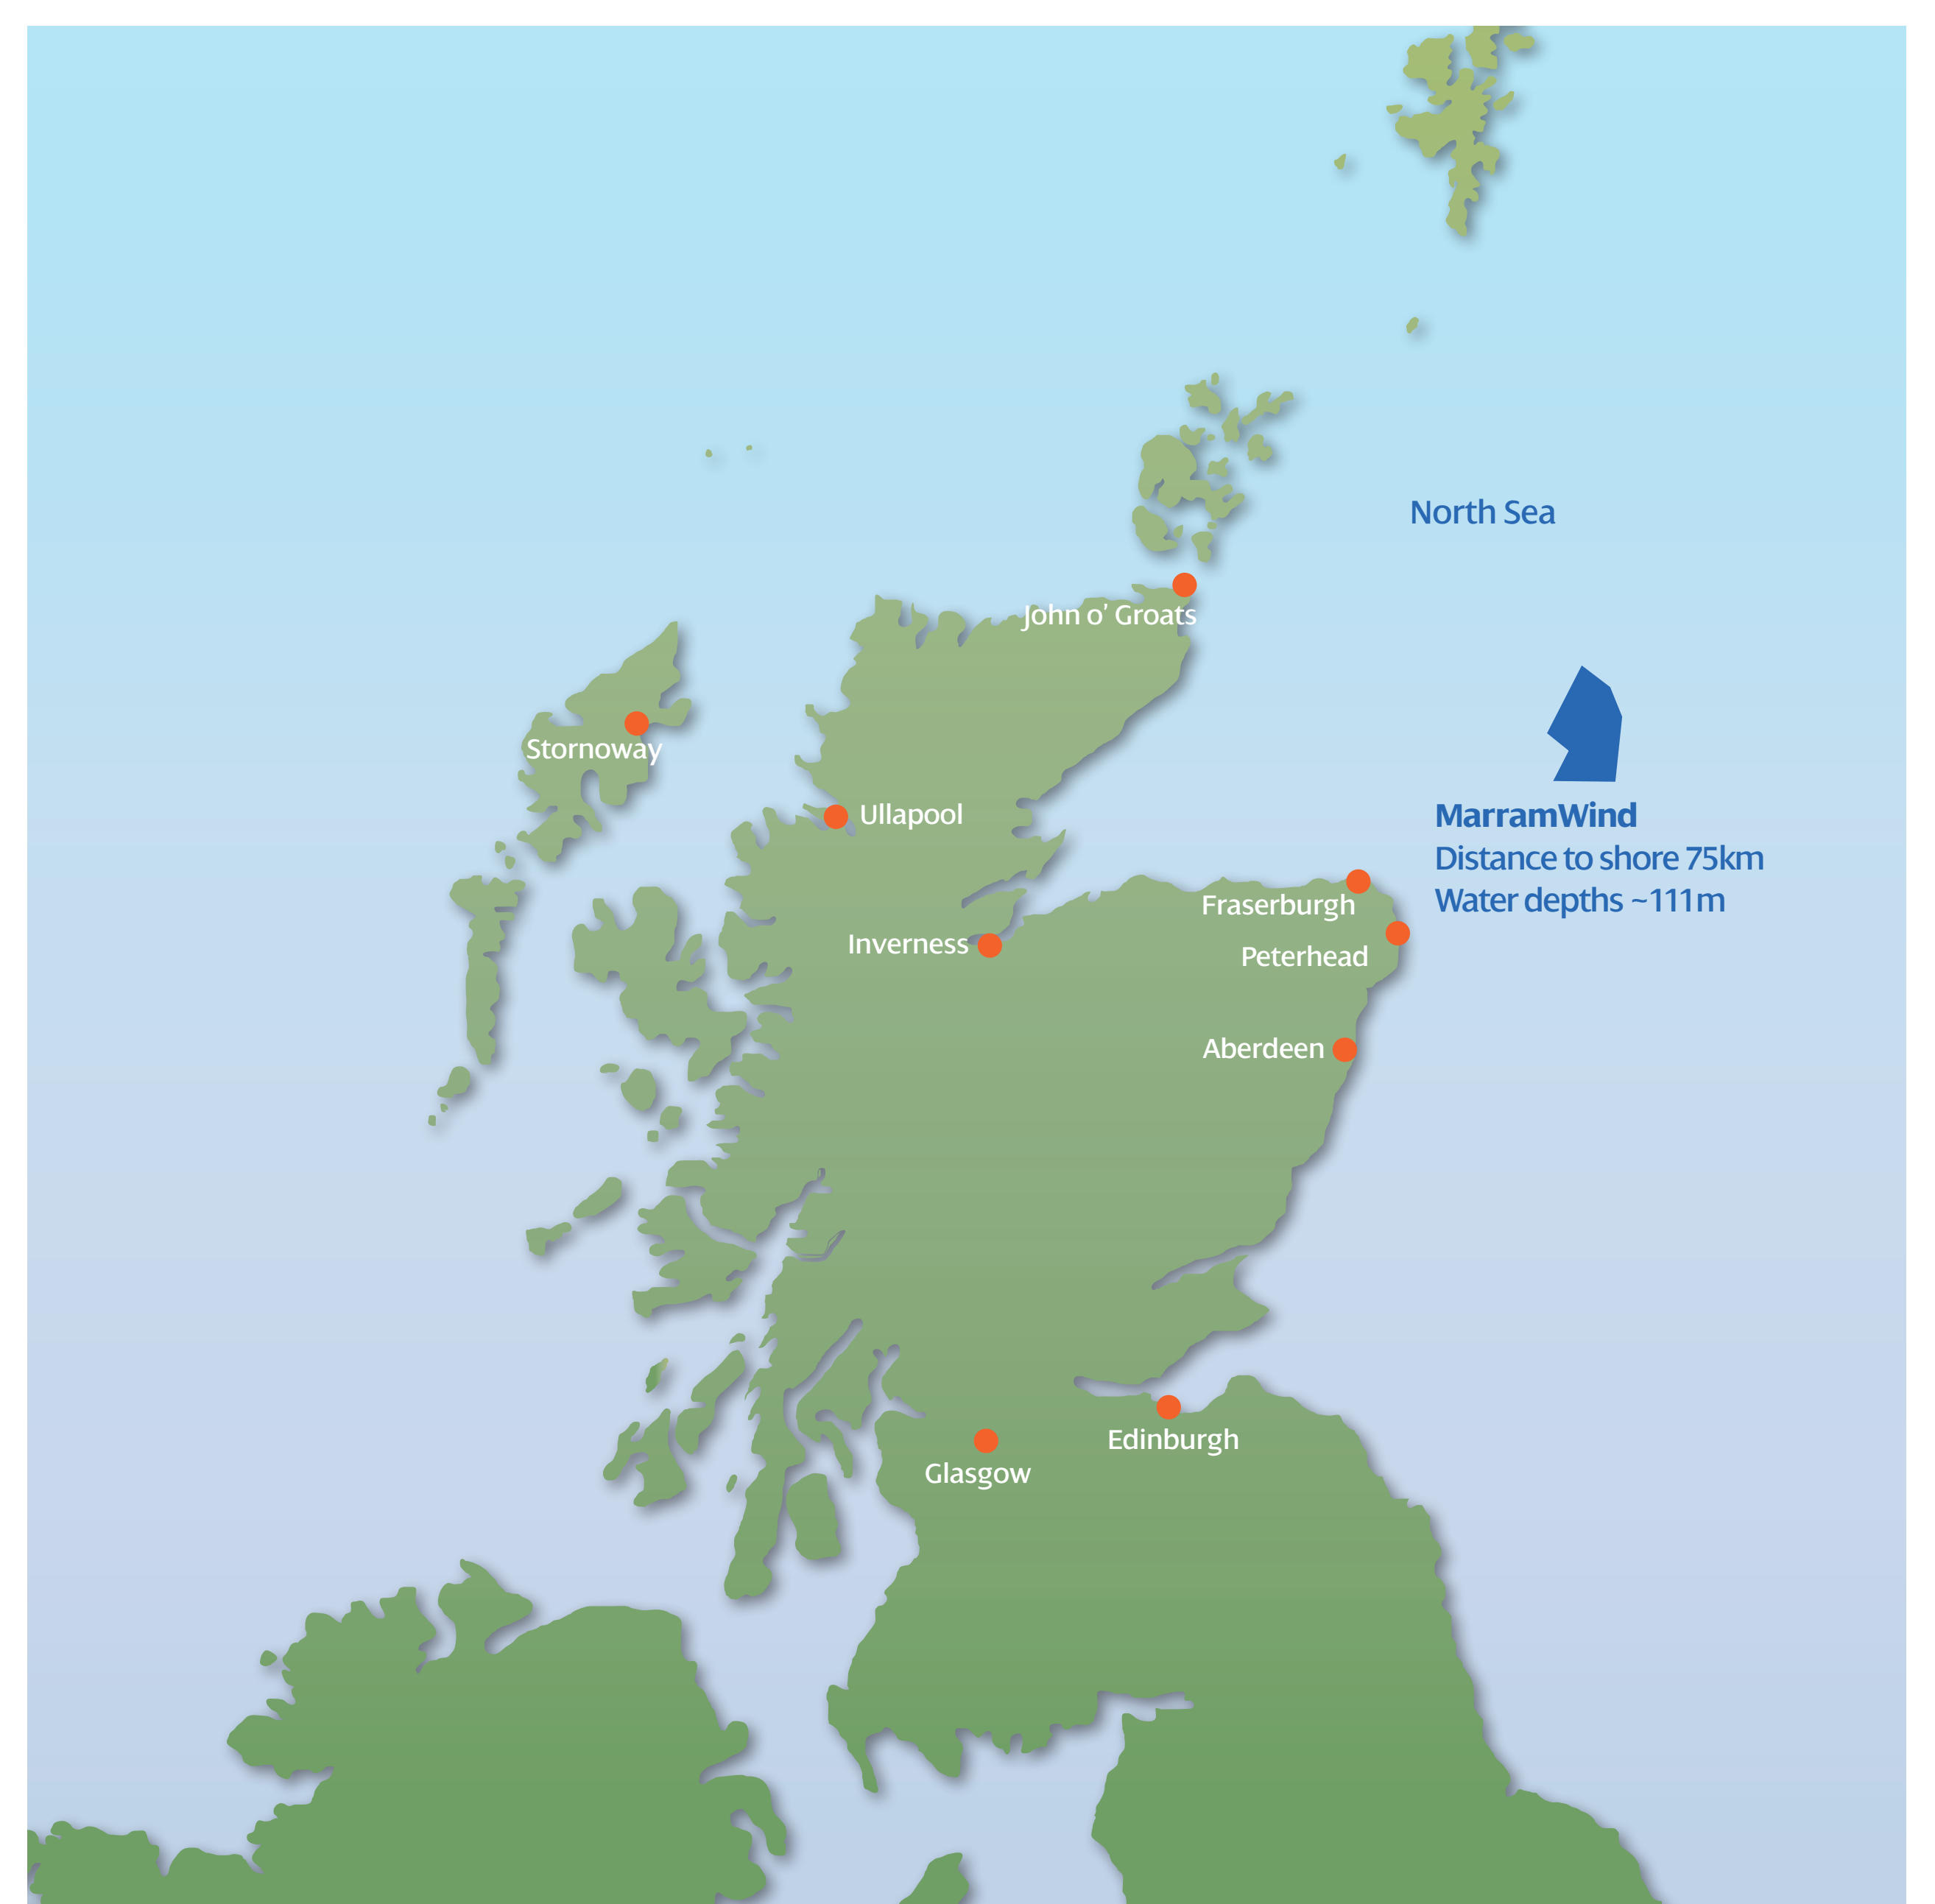 North Sea
John o’ Groats
Stornoway
Ullapool
MarramWind
Distance to shore 75km
Water depths ~111m
Fraserburgh
Inverness
Peterhead
Aberdeen
Edinburgh
Glasgow